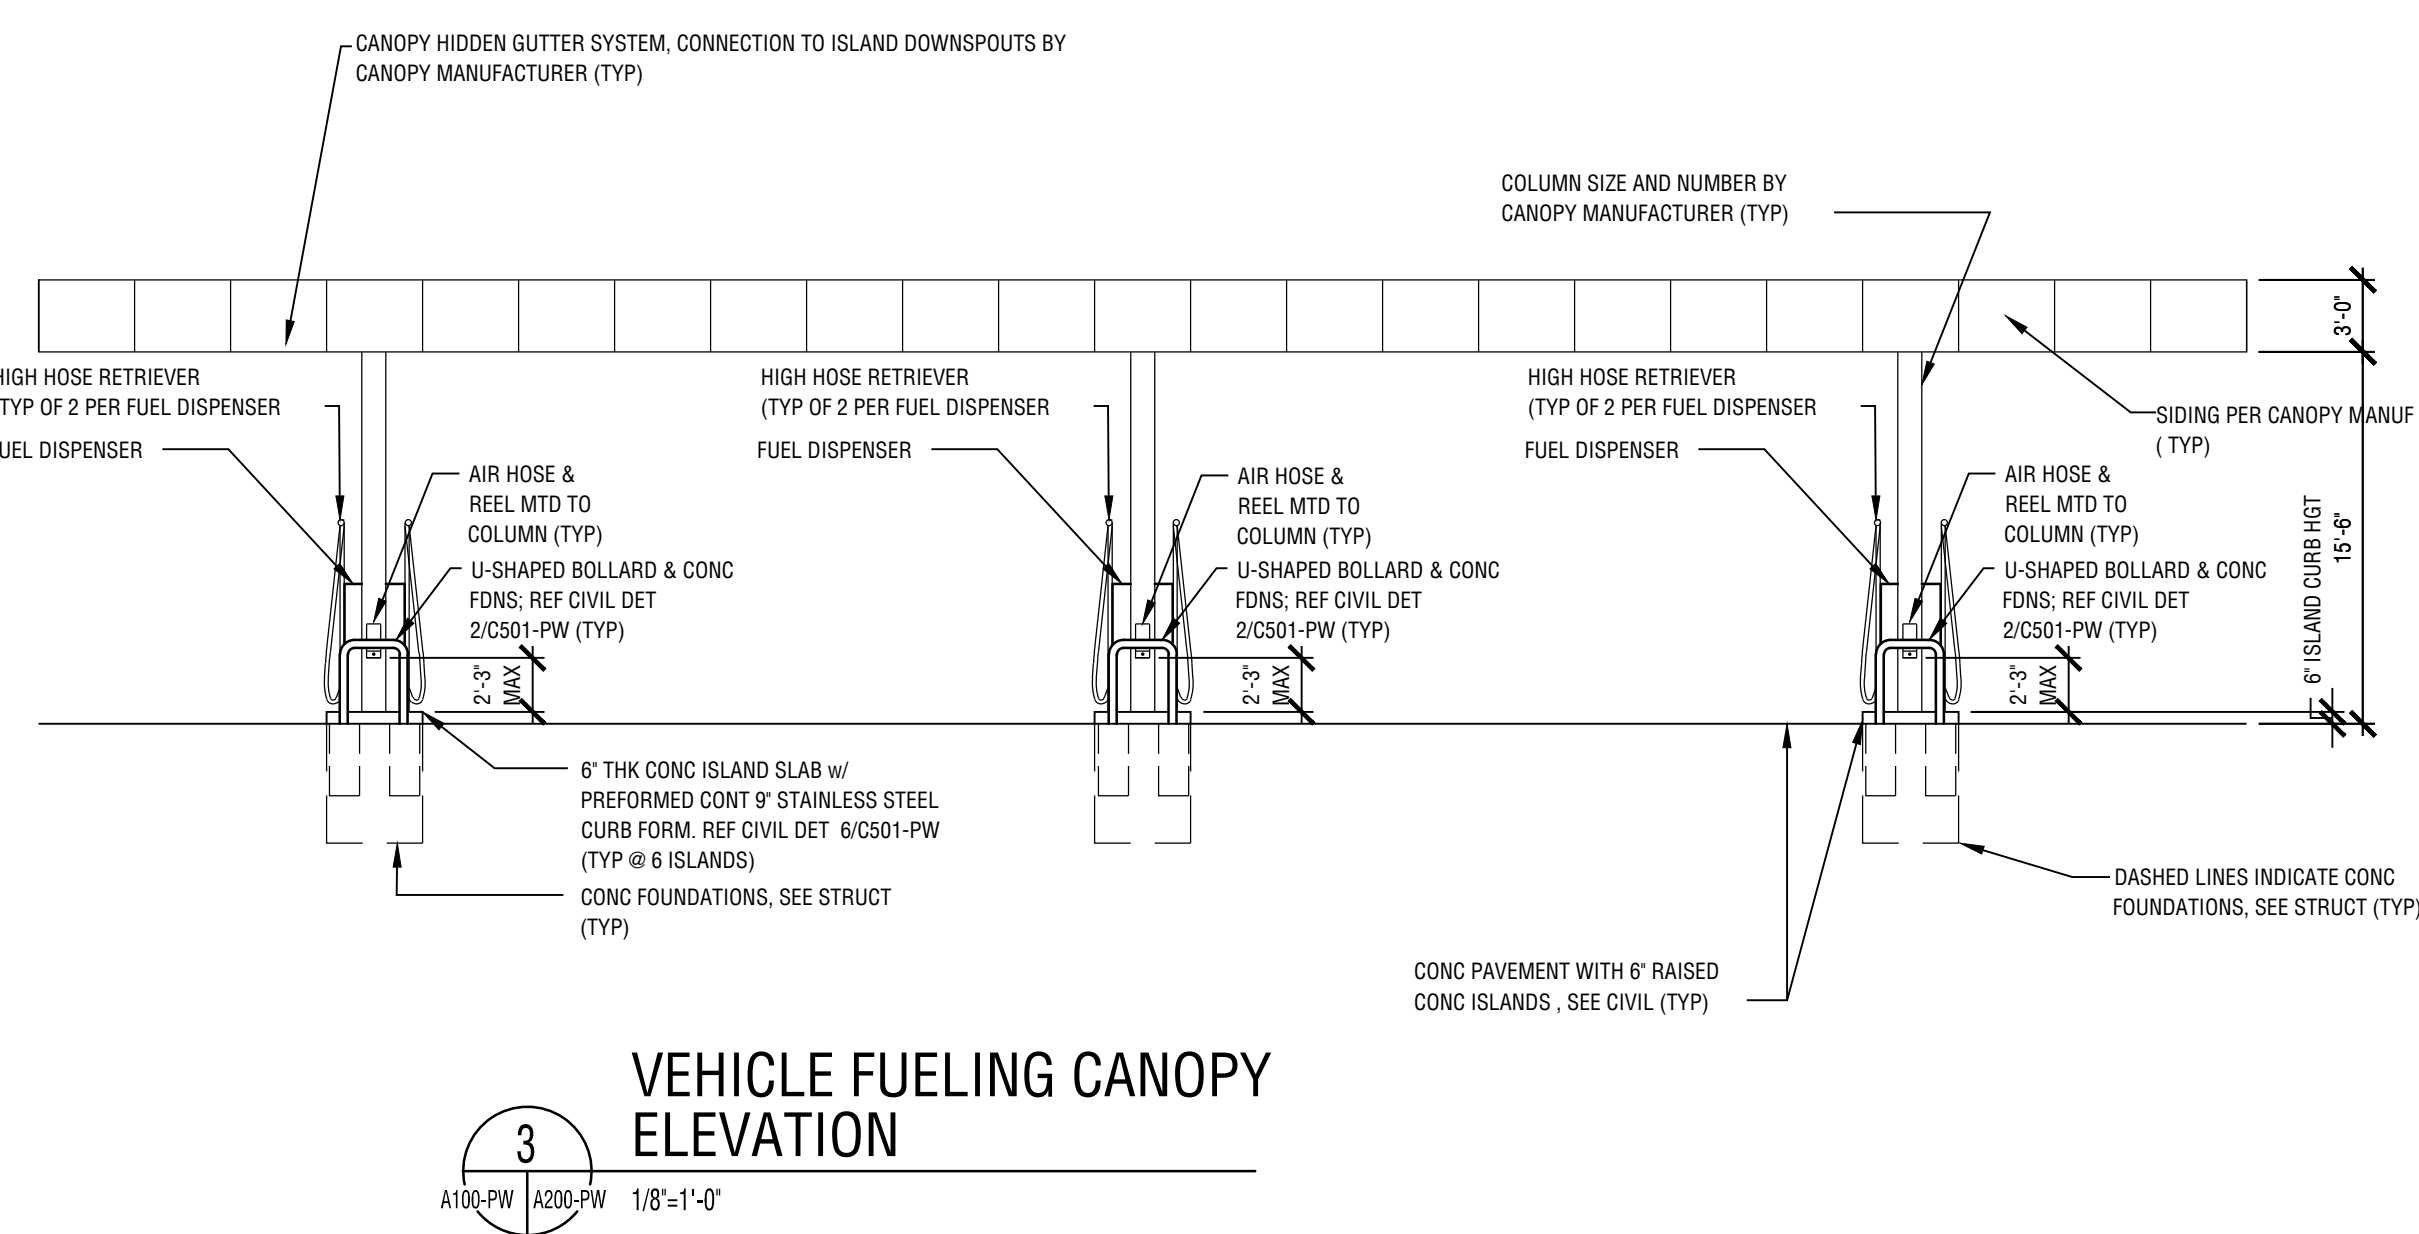 CANOPY HIDDEN GUTTER SYSTEM, CONNECTION TO ISLAND DOWNSPOUTS BY
CANOPY MANUFACTURER (TYP)
COLUMN SIZE AND NUMBER BY
CANOPY MANUFACTURER (TYP)
3'-0"
HIGH HOSE RETRIEVER
TYP OF 2 PER FUEL DISPENSER
FUEL DISPENSER
AIR HOSE &
REEL MTD TO
COLUMN (TYP)
U-SHAPED BOLLARD & CONC
FDNS; REF CIVIL DET
2/C501-PW (TYP)
2'-3"
MAX
HIGH HOSE RETRIEVER
(TYP OF 2 PER FUEL DISPENSER
FUEL DISPENSER
AIR HOSE &
REEL MTD TO
COLUMN (TYP)
U-SHAPED BOLLARD & CONC
FDNS; REF CIVIL DET
2/C501-PW (TYP)
2'-3"
MAX
HIGH HOSE RETRIEVER
(TYP OF 2 PER FUEL DISPENSER
FUEL DISPENSER
AIR HOSE &
REEL MTD TO
COLUMN (TYP)
U-SHAPED BOLLARD & CONC
FDNS; REF CIVIL DET
2/C501-PW (TYP)
2'-3"
MAX
SIDING PER CANOPY MANUF
( TYP)
6" ISLAND CURB HGT
15'-6"
6" THK CONC ISLAND SLAB w/
PREFORMED CONT 9" STAINLESS STEEL
CURB FORM. REF CIVIL DET 6/C501-PW
(TYP @ 6 ISLANDS)
CONC FOUNDATIONS, SEE STRUCT
(TYP)
DASHED LINES INDICATE CONC
FOUNDATIONS, SEE STRUCT (TYP)
CONC PAVEMENT WITH 6" RAISED
CONC ISLANDS , SEE CIVIL (TYP)
VEHICLE FUELING CANOPY
ELEVATION
3
A100-PW A200-PW
1/8"=1'-0"